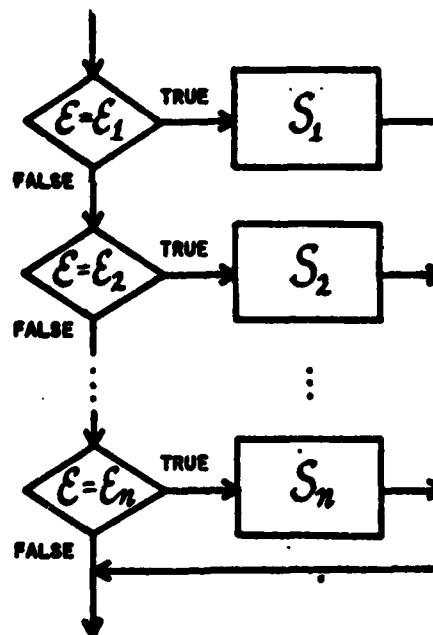 TRUE
ℰ=ℰ₁ S₁
FALSE
TRUE
ℰ=ℰ₂ S₂
FALSE
⋮ ⋮
TRUE
ℰ=ℰₙ Sₙ
FALSE